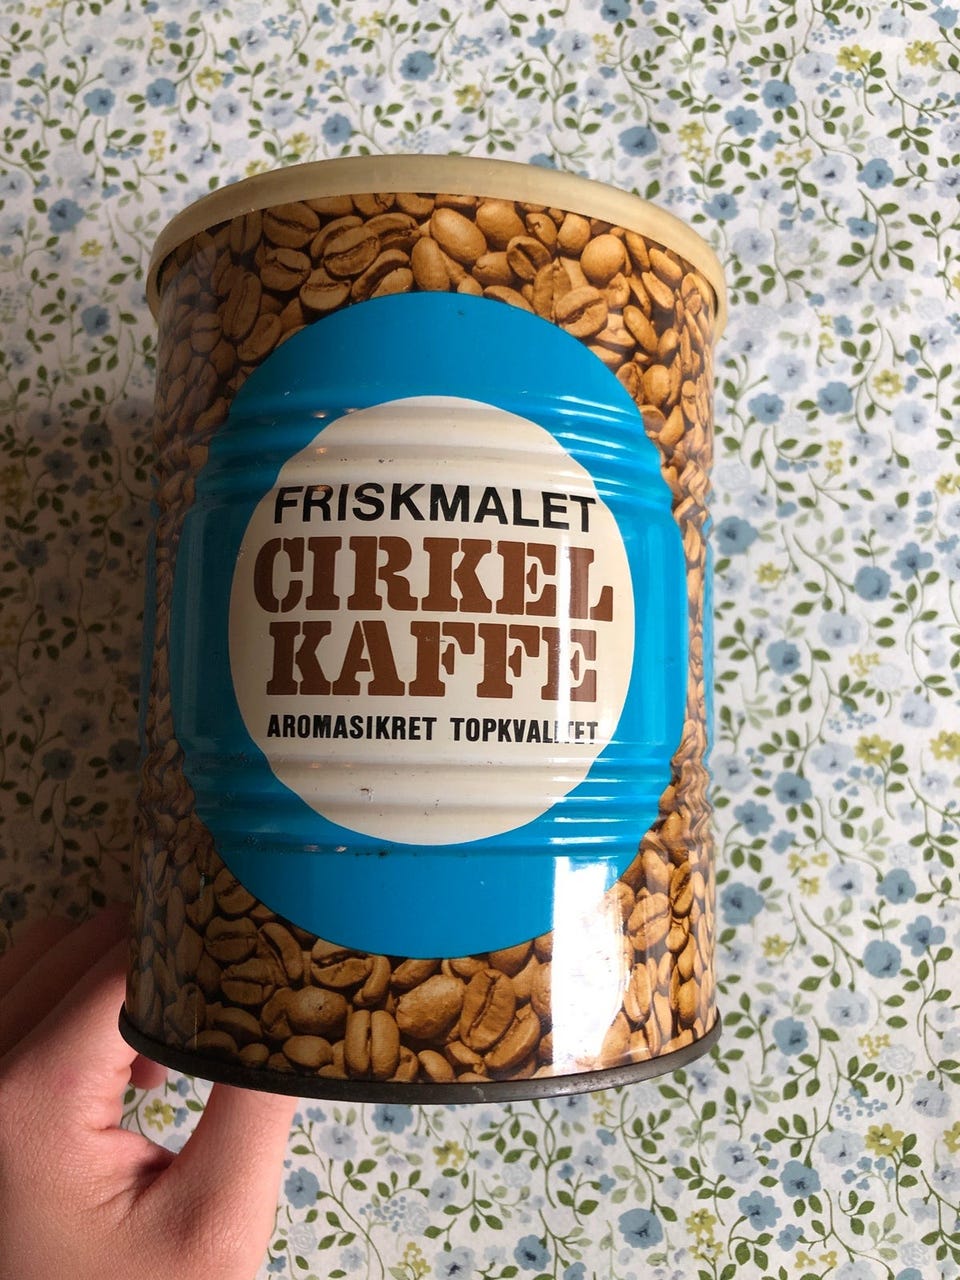 FRISKMALET
CIRKEL
KAFFE
AROMASIKRET TOPKVALITET